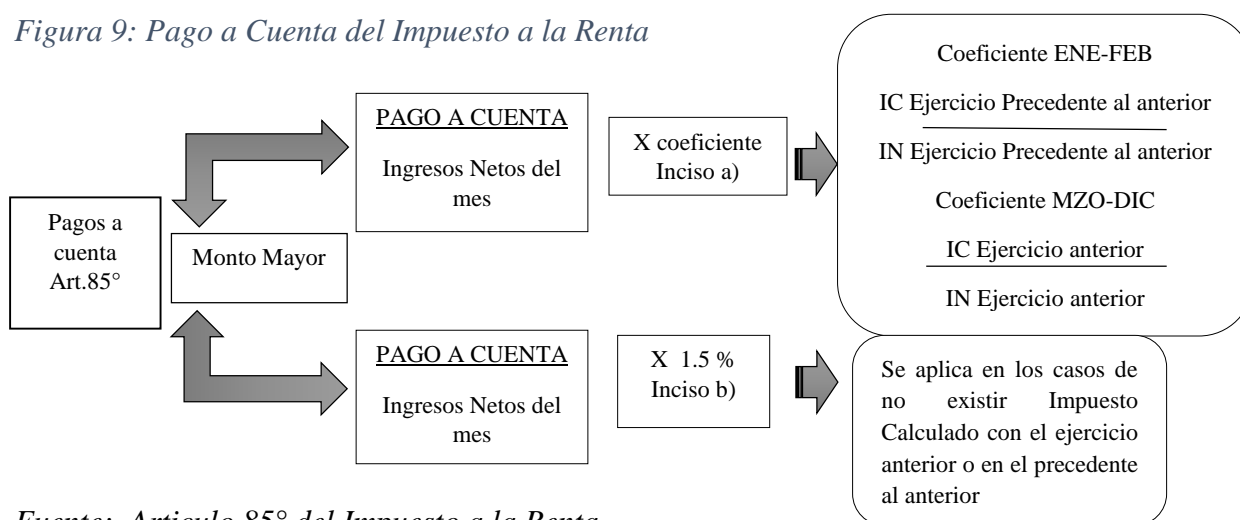 Figura 9: Pago a Cuenta del Impuesto a la Renta
Pagos a
cuenta
Art.85°
Monto Mayor
PAGO A CUENTA
Ingresos Netos del
mes
X coeficiente
Inciso a)
Coeficiente ENE-FEB
IC Ejercicio Precedente al anterior
IN Ejercicio Precedente al anterior
Coeficiente MZO-DIC
IC Ejercicio anterior
IN Ejercicio anterior
PAGO A CUENTA
Ingresos Netos del
mes
X 1.5 %
Inciso b)
Se aplica en los casos de
no existir Impuesto
Calculado con el ejercicio
anterior o en el precedente
al anterior
Fuente: Articulo 85° del Impuesto a la Renta